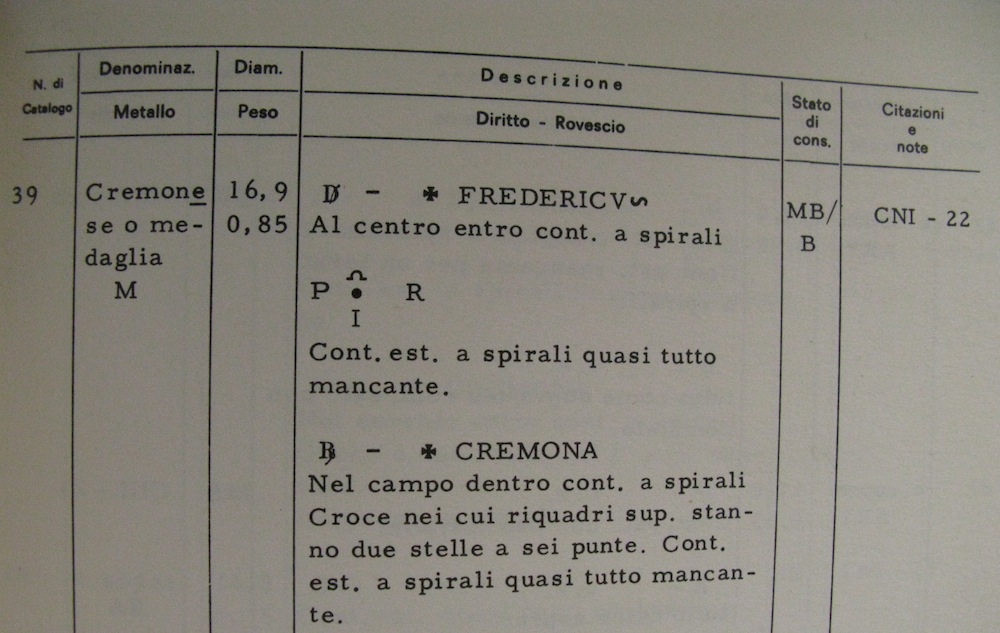 N. di
Catalogo
Denominaz.
Metallo
Diam.
Peso
Descrizione
Diritto - Rovescio
Stato
di
cons.
Citazioni
e
note
39
Cremone
se o me-
daglia
M
16,9
0,85
D - ✠ FREDERICVᔕ
Al centro entro cont. a spirali
P • R
I
Cont. est. a spirali quasi tutto
mancante.
R - ✠ CREMONA
Nel campo dentro cont. a spirali
Croce nei cui riquadri sup. stan-
no due stelle a sei punte. Cont.
est. a spirali quasi tutto mancan-
te.
MB/
B
CNI - 22